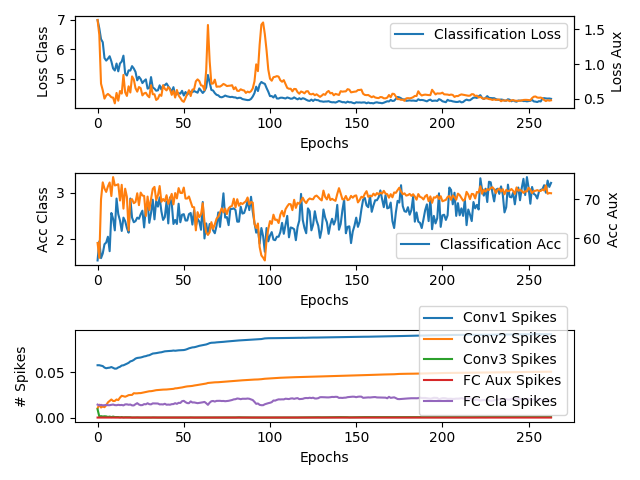 7
6
5
Loss Class
Classification Loss
1.5
1.0
0.5
Loss Aux
0 50 100 150 200 250
Epochs
3
2
Acc Class
Classification Acc
70
60
Acc Aux
0 50 100 150 200 250
Epochs
0.05
0.00
# Spikes
Conv1 Spikes
Conv2 Spikes
Conv3 Spikes
FC Aux Spikes
FC Cla Spikes
0 50 100 150 200 250
Epochs